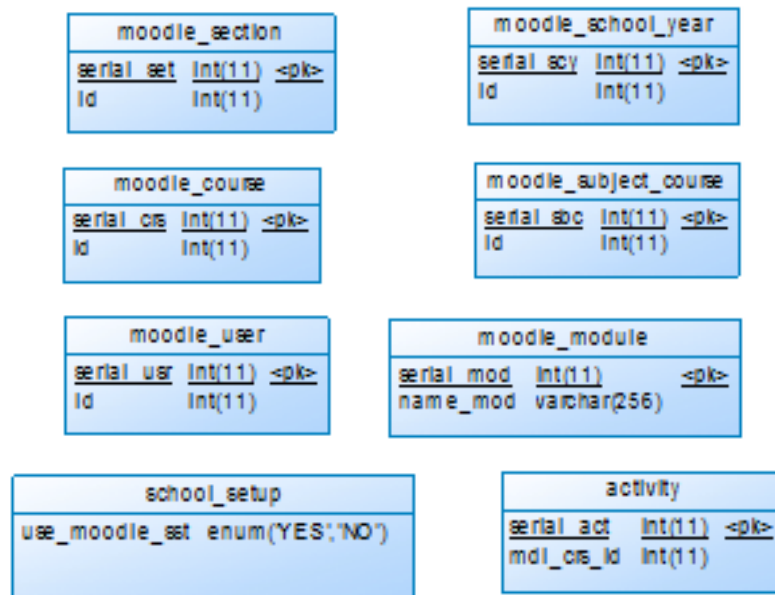 moodle_section
serial_set int(11) <pk>
id int(11)
moodle_school_year
serial_scy int(11) <pk>
id int(11)
moodle_course
serial_crs int(11) <pk>
id int(11)
moodle_subject_course
serial_sbc int(11) <pk>
id int(11)
moodle_user
serial_usr int(11) <pk>
id int(11)
moodle_module
serial_mod int(11) <pk>
name_mod varchar(256)
school_setup
use_moodle_sst enum('YES','NO')
activity
serial_act int(11) <pk>
mdl_crs_id int(11)